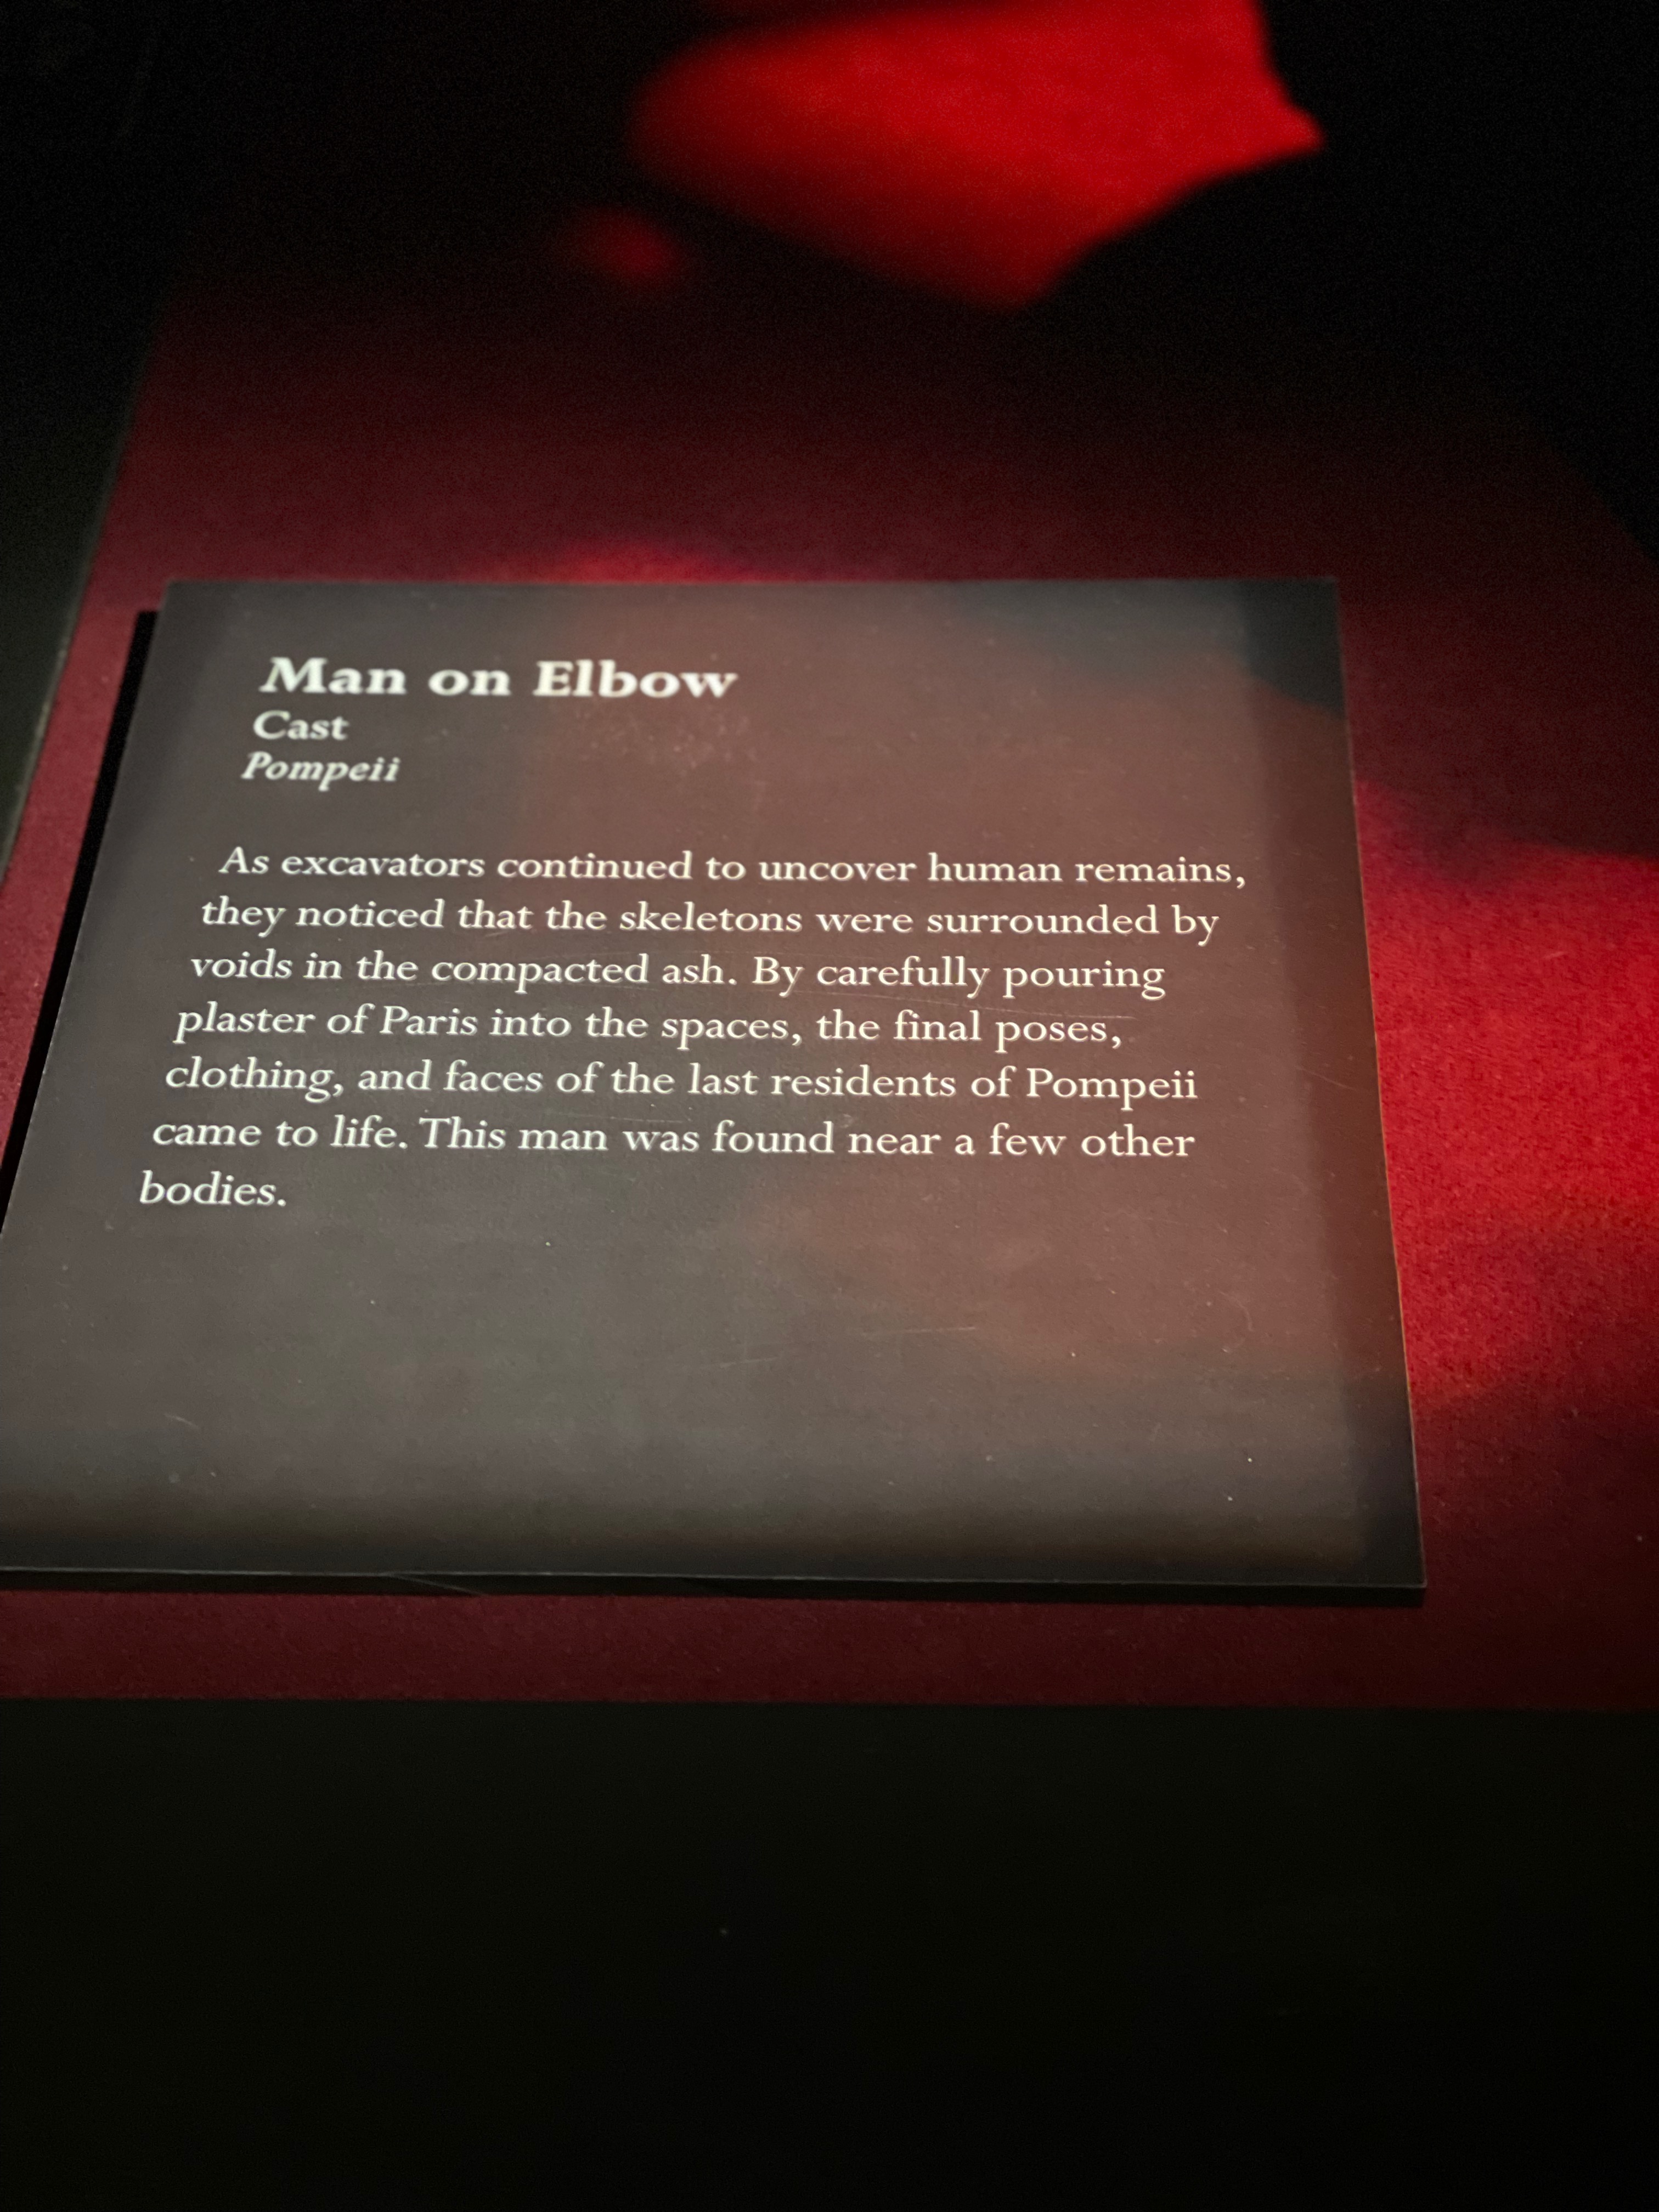 Man on Elbow
Cast
Pompeii
As excavators continued to uncover human remains,
they noticed that the skeletons were surrounded by
voids in the compacted ash. By carefully pouring
plaster of Paris into the spaces, the final poses,
clothing, and faces of the last residents of Pompeii
came to life. This man was found near a few other
bodies.